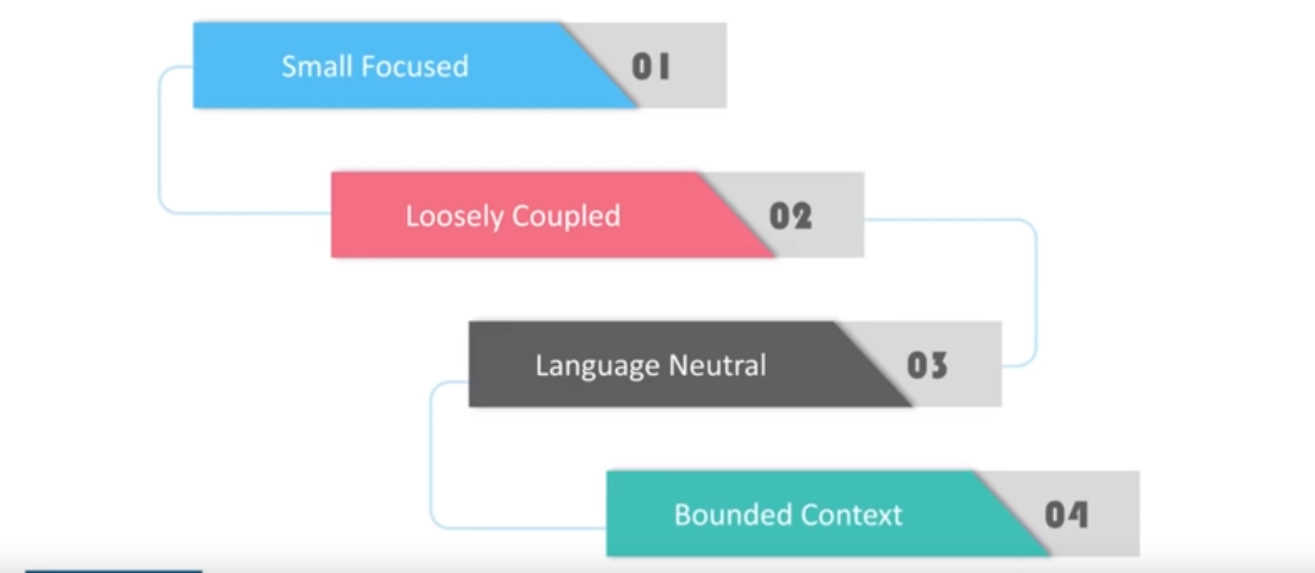 Small Focused 01
Loosely Coupled 02
Language Neutral 03
Bounded Context 04